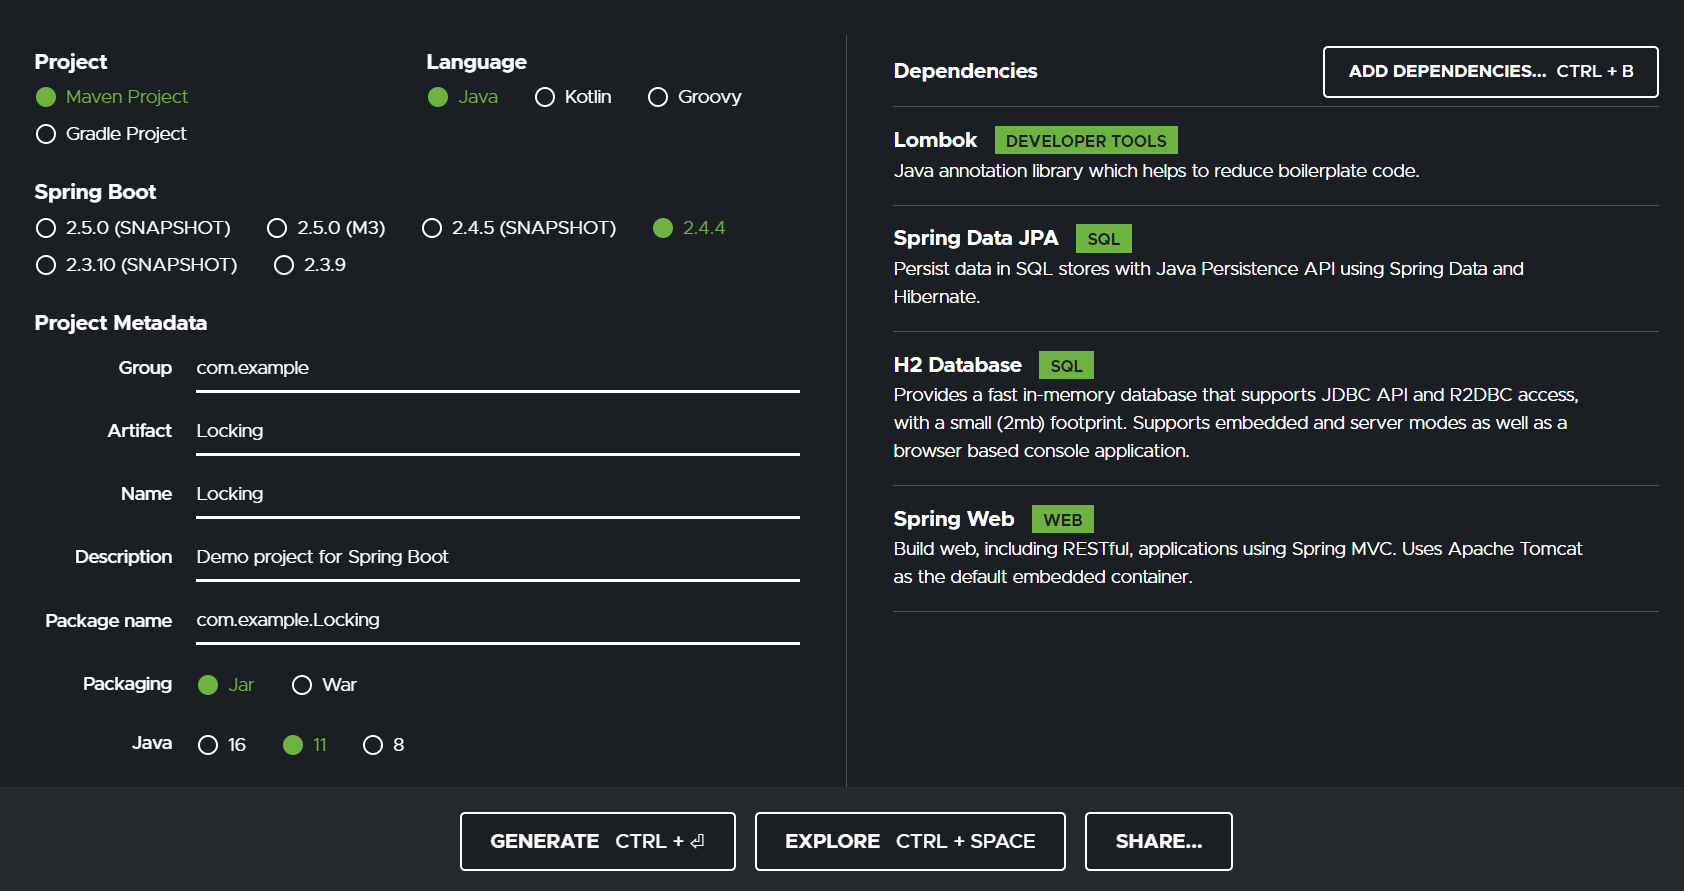 Project
Maven Project
Gradle Project
Language
Java Kotlin Groovy
Spring Boot
2.5.0 (SNAPSHOT) 2.5.0 (M3) 2.4.5 (SNAPSHOT) 2.4.4
2.3.10 (SNAPSHOT) 2.3.9
Project Metadata
Group com.example
Artifact Locking
Name Locking
Description Demo project for Spring Boot
Package name com.example.Locking
Packaging Jar War
Java 16 11 8
Dependencies ADD DEPENDENCIES... CTRL + B
Lombok DEVELOPER TOOLS
Java annotation library which helps to reduce boilerplate code.
Spring Data JPA SQL
Persist data in SQL stores with Java Persistence API using Spring Data and
Hibernate.
H2 Database SQL
Provides a fast in-memory database that supports JDBC API and R2DBC access,
with a small (2mb) footprint. Supports embedded and server modes as well as a
browser based console application.
Spring Web WEB
Build web, including RESTful, applications using Spring MVC. Uses Apache Tomcat
as the default embedded container.
GENERATE CTRL + ⏎ EXPLORE CTRL + SPACE SHARE...